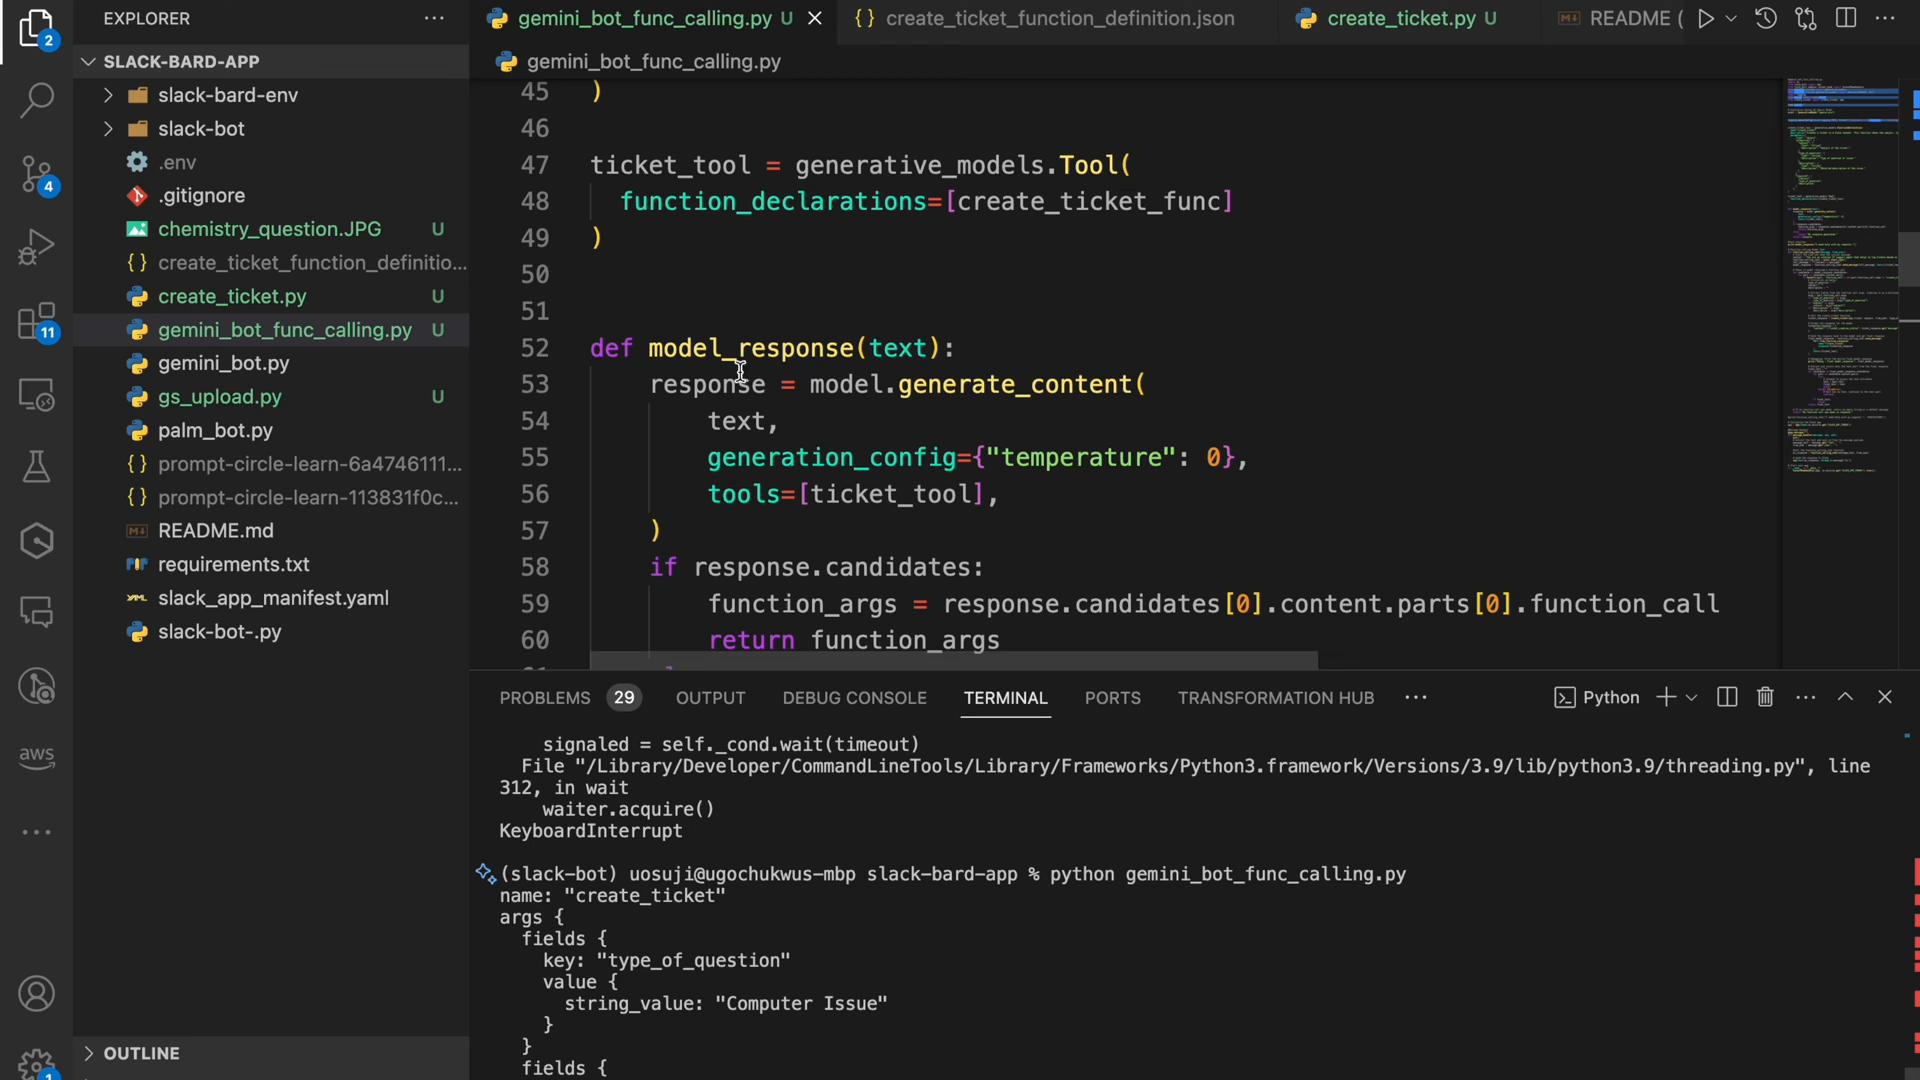 EXPLORER
SLACK-BARD-APP
slack-bard-env
slack-bot
.env
.gitignore
chemistry_question.JPG U
create_ticket_function_definitio...
create_ticket.py U
gemini_bot_func_calling.py U
gemini_bot.py
gs_upload.py U
palm_bot.py
prompt-circle-learn-6a4746111...
prompt-circle-learn-113831f0c...
README.md
requirements.txt
slack_app_manifest.yaml
slack-bot-.py
OUTLINE
2
4
11
aws
1
gemini_bot_func_calling.py U
create_ticket_function_definition.json
create_ticket.py U
README (
gemini_bot_func_calling.py
45 )
46
47 ticket_tool = generative_models.Tool(
48 function_declarations=[create_ticket_func]
49 )
50
51
52 def model_response(text):
53 response = model.generate_content(
54 text,
55 generation_config={"temperature": 0},
56 tools=[ticket_tool],
57 )
58 if response.candidates:
59 function_args = response.candidates[0].content.parts[0].function_call
60 return function_args
PROBLEMS 29 OUTPUT DEBUG CONSOLE TERMINAL PORTS TRANSFORMATION HUB
Python
signaled = self._cond.wait(timeout)
File "/Library/Developer/CommandLineTools/Library/Frameworks/Python3.framework/Versions/3.9/lib/python3.9/threading.py", line
312, in wait
waiter.acquire()
KeyboardInterrupt
(slack-bot) uosuji@ugochukwus-mbp slack-bard-app % python gemini_bot_func_calling.py
name: "create_ticket"
args {
fields {
key: "type_of_question"
value {
string_value: "Computer Issue"
}
}
fields {